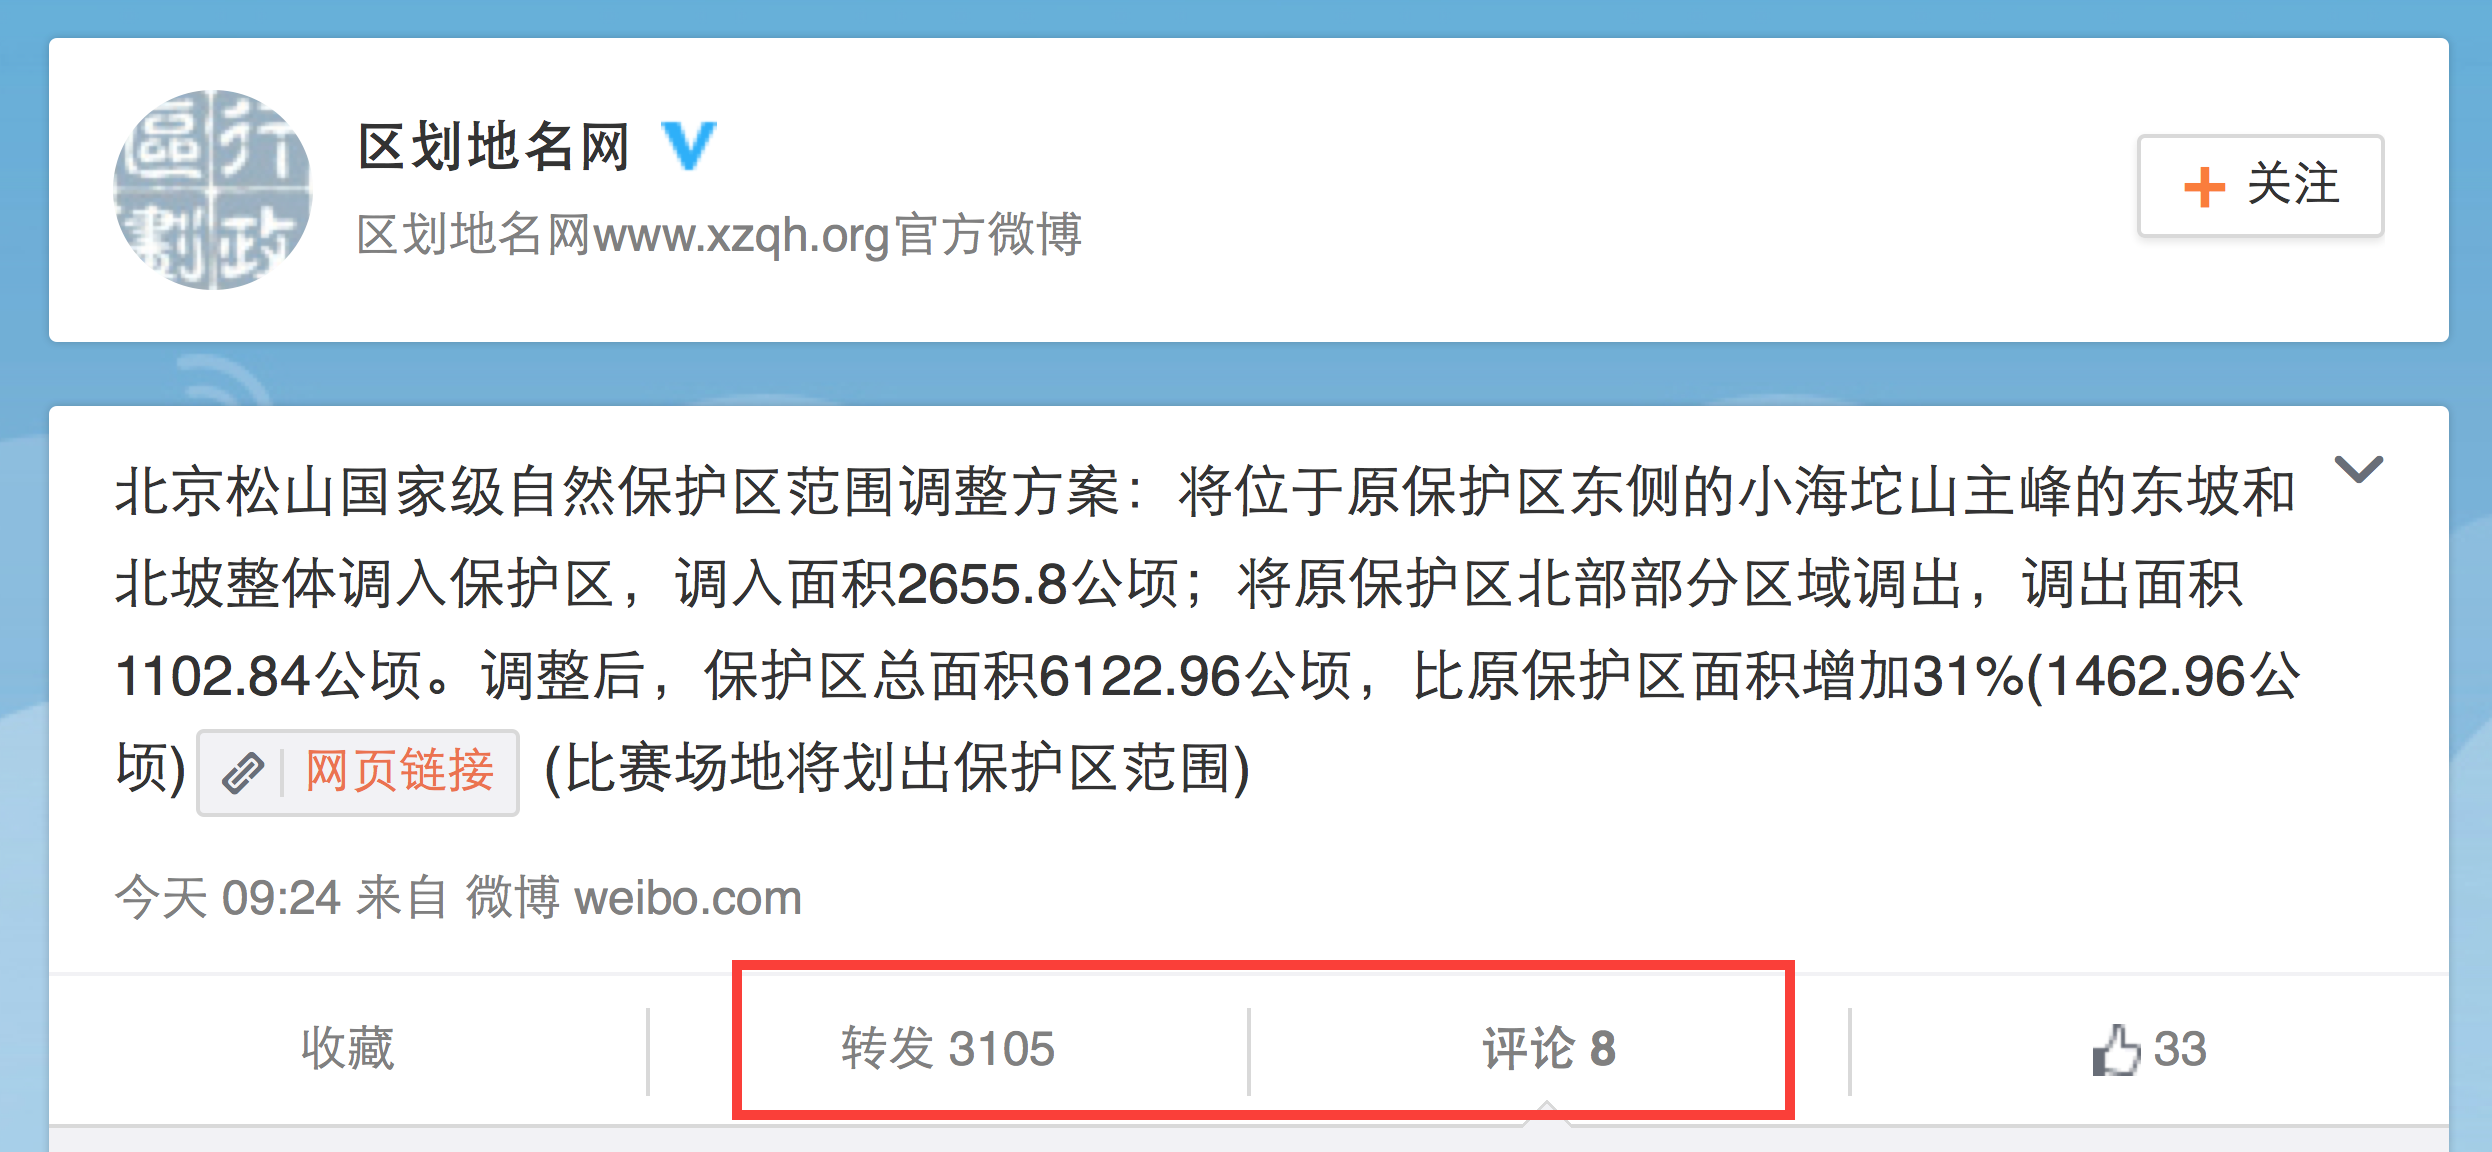 區行
劃政
区划地名网
区划地名网www.xzqh.org官方微博
关注
北京松山国家级自然保护区范围调整方案：将位于原保护区东侧的小海坨山主峰的东坡和
北坡整体调入保护区，调入面积2655.8公顷；将原保护区北部部分区域调出，调出面积
1102.84公顷。调整后，保护区总面积6122.96公顷，比原保护区面积增加31%(1462.96公
顷) 网页链接 (比赛场地将划出保护区范围)
今天 09:24 来自 微博 weibo.com
收藏
转发 3105
评论 8
33